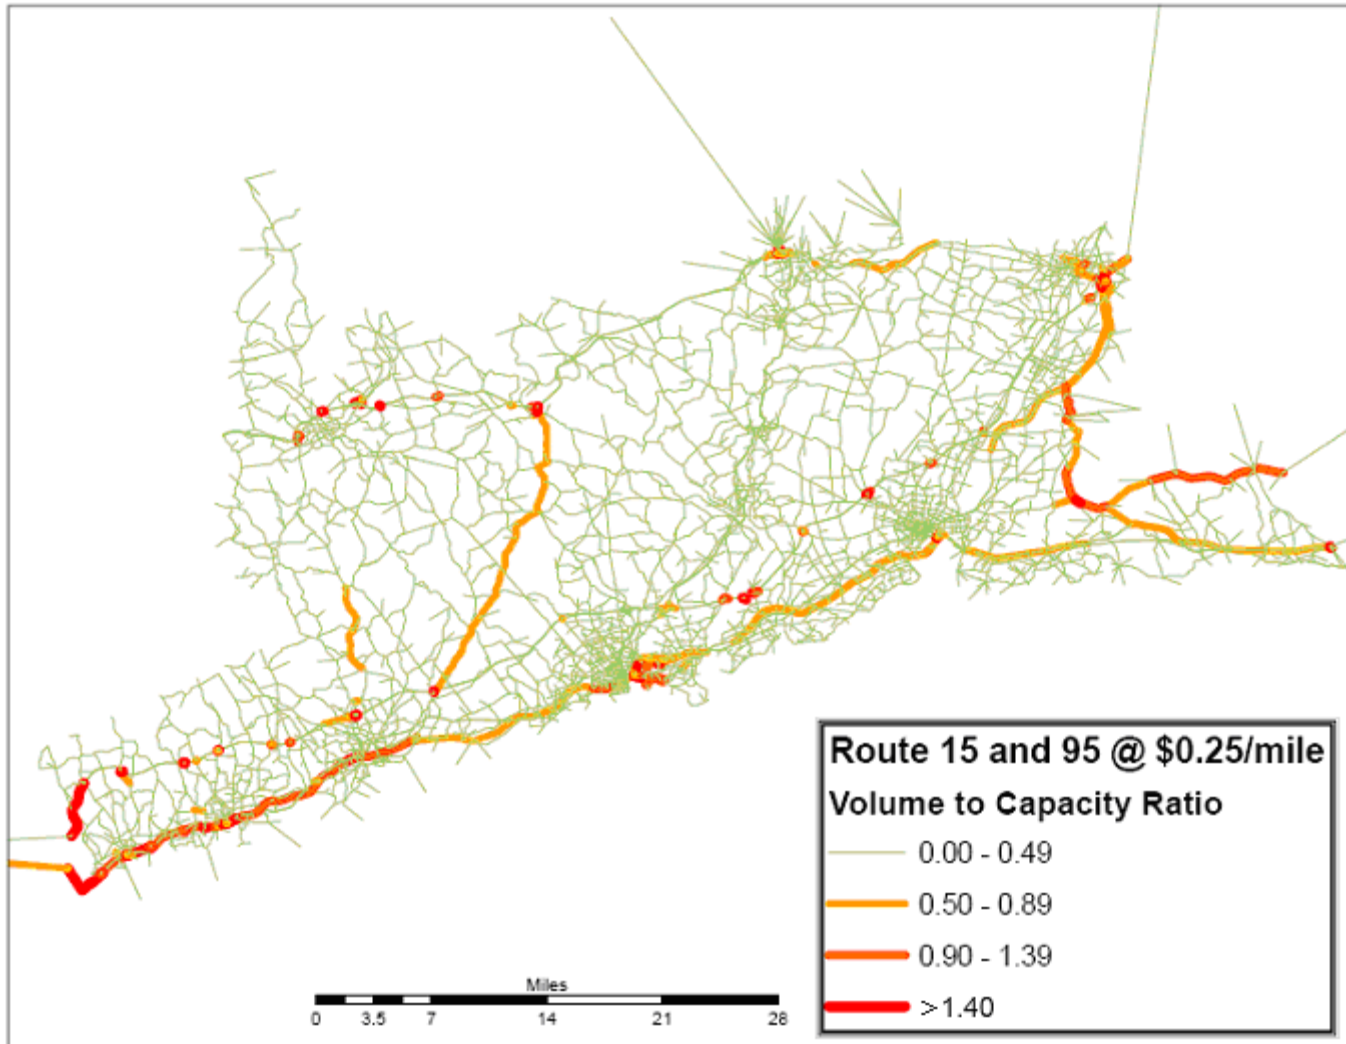 Route 15 and 95 @ $0.25/mile
Volume to Capacity Ratio
0.00 - 0.49
0.50 - 0.89
0.90 - 1.39
>1.40
Miles
0 3.5 7 14 21 28